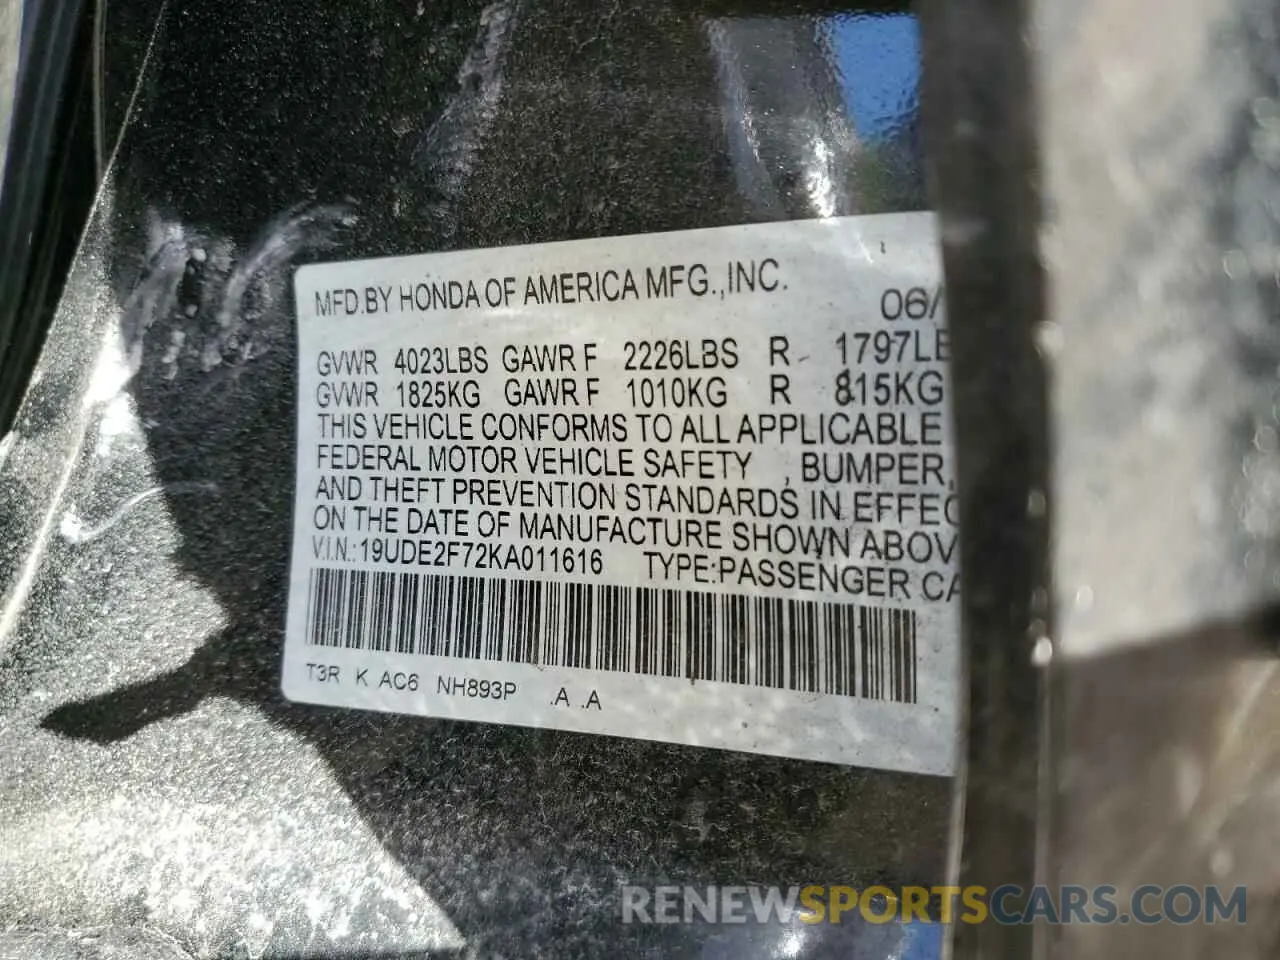 MFD.BY HONDA OF AMERICA MFG.,INC.
06/
GVWR 4023LBS GAWR F 2226LBS R 1797LB
GVWR 1825KG GAWR F 1010KG R 815KG
THIS VEHICLE CONFORMS TO ALL APPLICABLE
FEDERAL MOTOR VEHICLE SAFETY , BUMPER,
AND THEFT PREVENTION STANDARDS IN EFFEC
ON THE DATE OF MANUFACTURE SHOWN ABOV
V.I.N.:19UDE2F72KA011616 TYPE:PASSENGER CA
T3R K AC6 NH893P .A .A
RENEWSPORTSCARS.COM